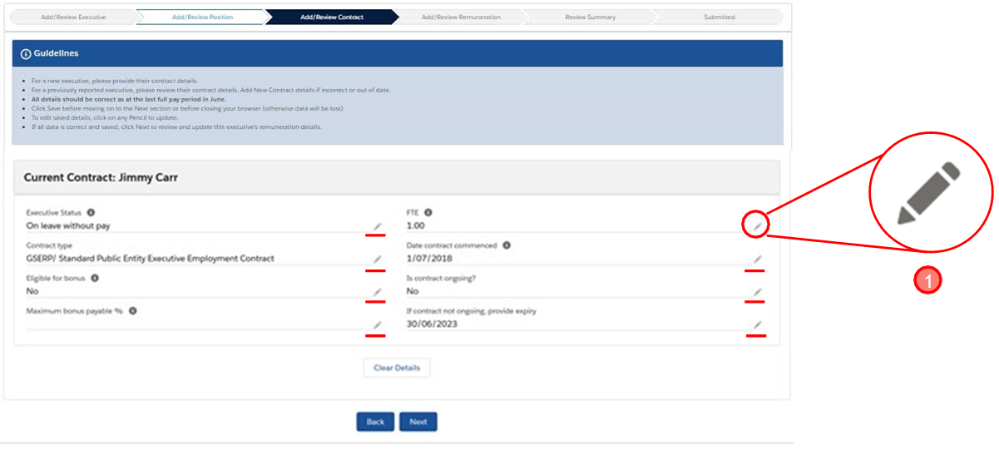 Add/Review Executive
Add/Review Position
Add/Review Contract
Add/Review Remuneration
Review Summary
Submitted
Guidelines
For a new executive, please provide their contract details.
For a previously reported executive, please review their contract details. Add New Contract details if incorrect or out of date.
All details should be correct as at the last full pay period in June.
Click Save before moving on to the Next section or before closing your browser (otherwise data will be lost).
To edit saved details, click on any Pencil to update.
If all data is correct and saved, click Next to review and update this executive's remuneration details.
Current Contract: Jimmy Carr
Executive Status
On leave without pay
FTE
1.00
Contract type
GSERP/ Standard Public Entity Executive Employment Contract
Date contract commenced
1/07/2018
Eligible for bonus
No
Is contract ongoing?
No
Maximum bonus payable %
If contract not ongoing, provide expiry
30/06/2023
Clear Details
Back
Next
1